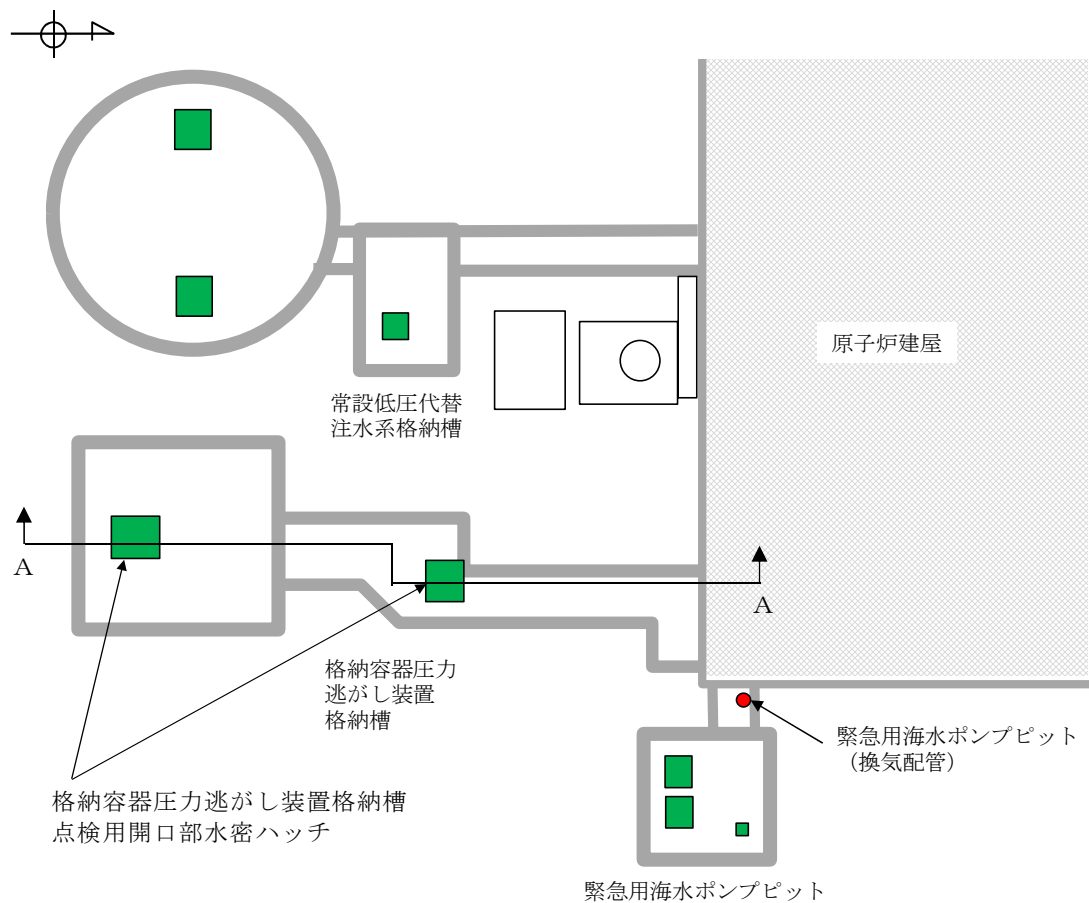 原子炉建屋
常設低圧代替
注水系格納槽
A
A
格納容器圧力
逃がし装置
格納槽
緊急用海水ポンプピット
（換気配管）
格納容器圧力逃がし装置格納槽
点検用開口部水密ハッチ
緊急用海水ポンプピット